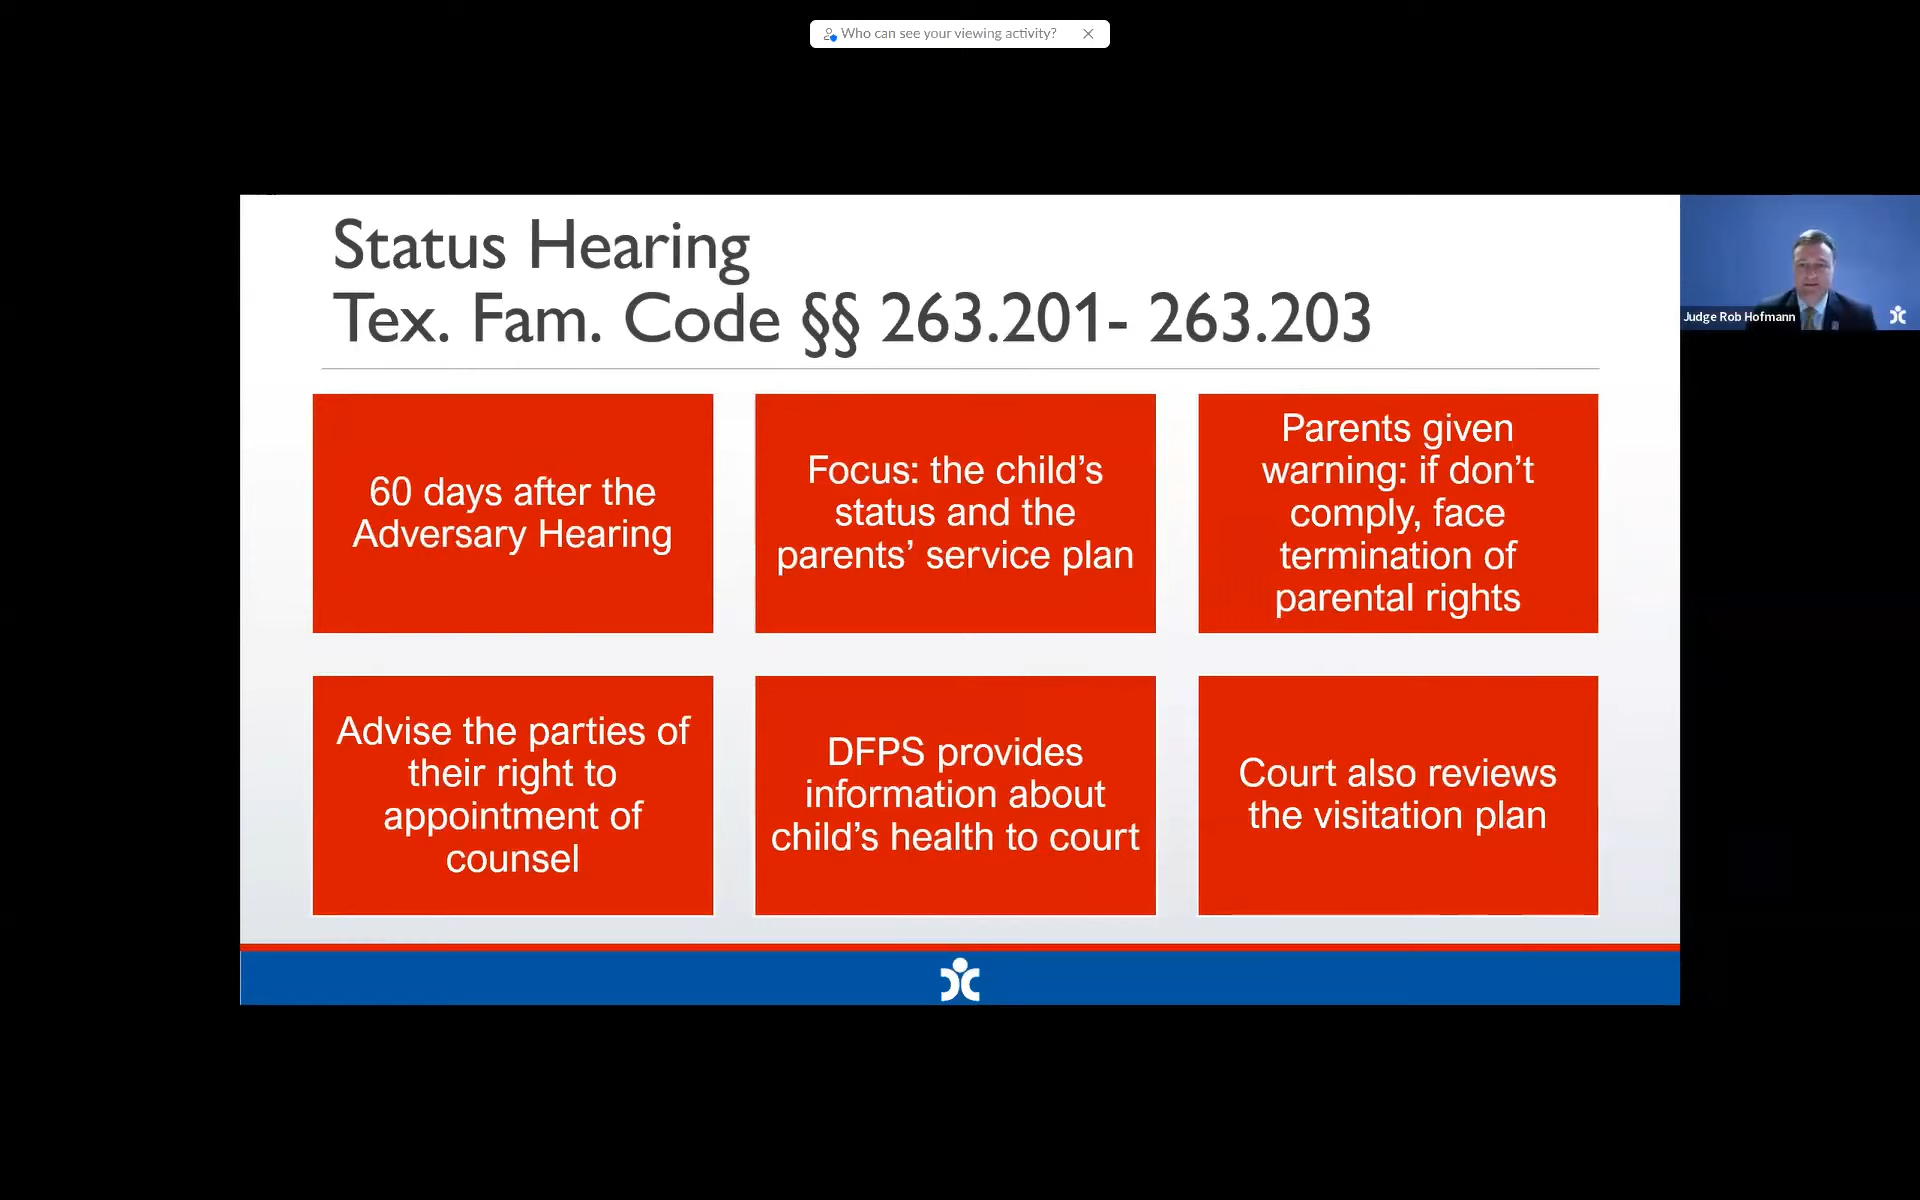 Who can see your viewing activity?
Status Hearing
Tex. Fam. Code §§ 263.201- 263.203
Judge Rob Hofmann
60 days after the
Adversary Hearing
Focus: the child's
status and the
parents' service plan
Parents given
warning: if don't
comply, face
termination of
parental rights
Advise the parties of
their right to
appointment of
counsel
DFPS provides
information about
child's health to court
Court also reviews
the visitation plan